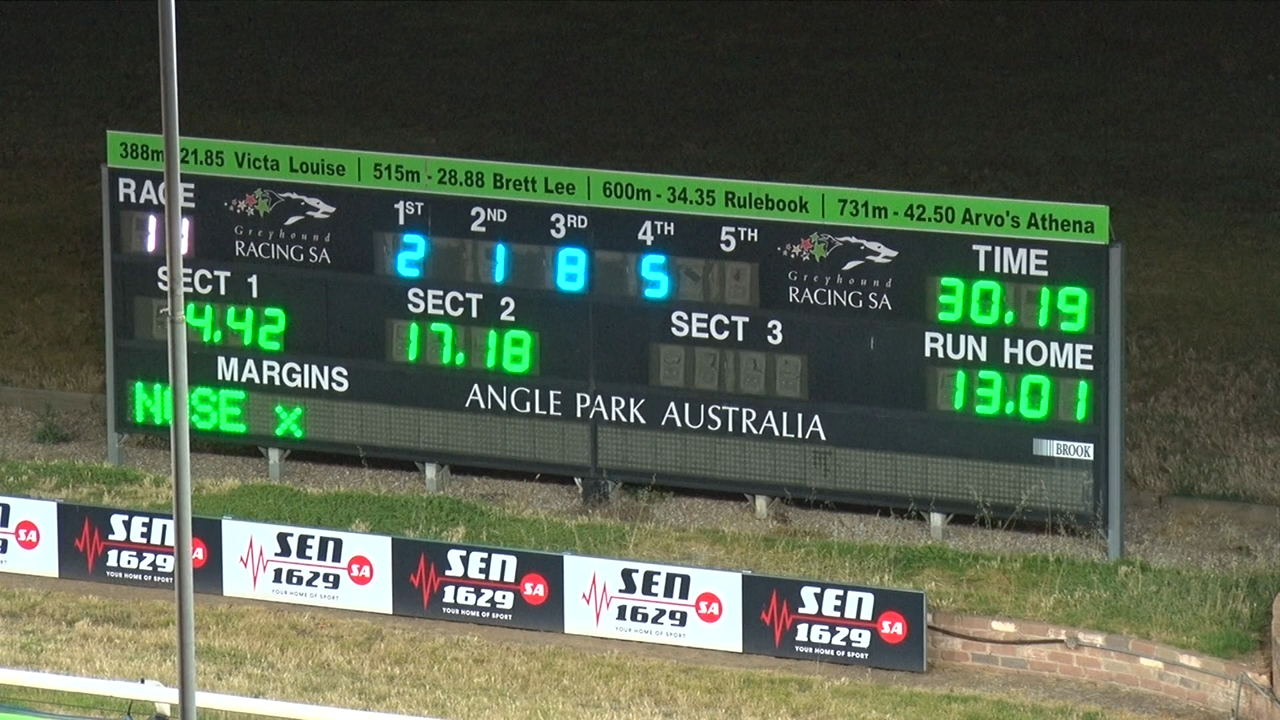 388m 21.85 Victa Louise | 515m - 28.88 Brett Lee | 600m - 34.35 Rulebook | 731m - 42.50 Arvo's Athena
RACE
11
Greyhound
RACING SA
1ST 2ND 3RD 4TH 5TH
2 1 8 5
Greyhound
RACING SA
TIME
30.19
SECT 1
4.42
SECT 2
17.18
SECT 3
RUN HOME
13.01
MARGINS
NOSE x
ANGLE PARK AUSTRALIA
BROOK
SA
SEN
1629
SA
YOUR HOME OF SPORT
SEN
1629
SA
YOUR HOME OF SPORT
SEN
1629
SA
YOUR HOME OF SPORT
SEN
1629
SA
YOUR HOME OF SPORT
SEN
1629
SA
YOUR HOME OF SPORT